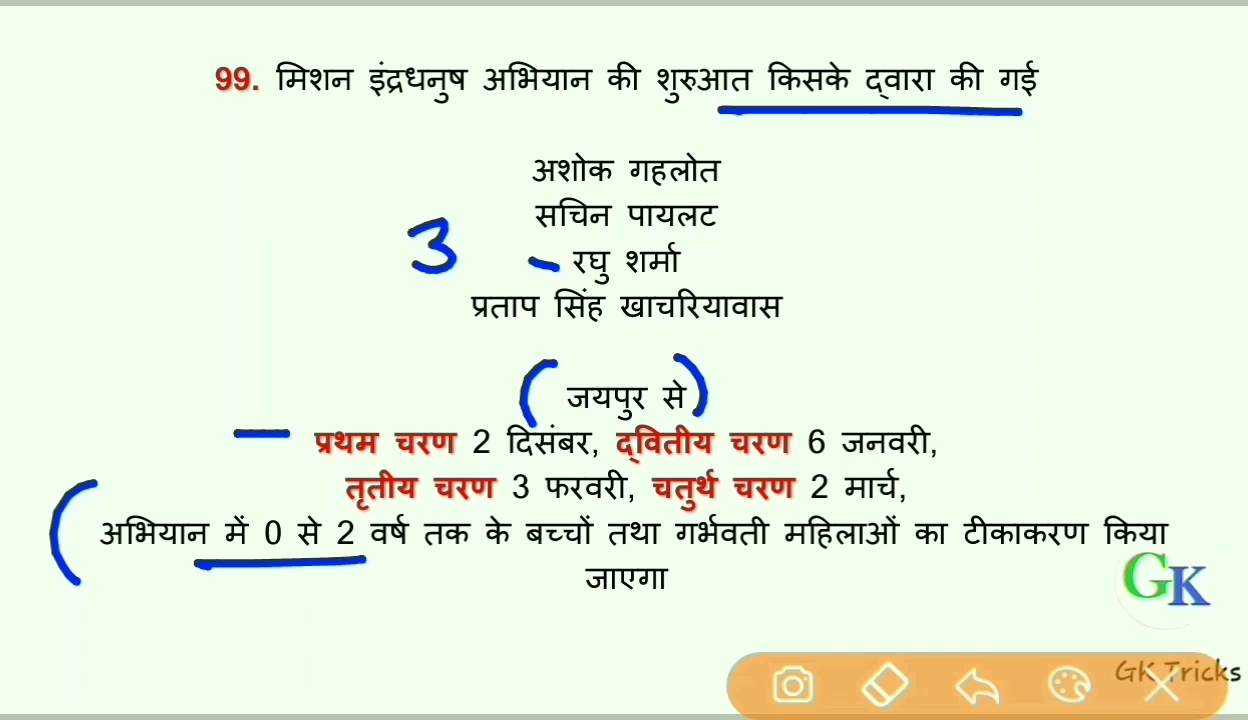 99. मिशन इंद्रधनुष अभियान की शुरुआत किसके द्वारा की गई
अशोक गहलोत
सचिन पायलट
3 - रघु शर्मा
प्रताप सिंह खाचरियावास
(जयपुर से)
प्रथम चरण 2 दिसंबर, द्वितीय चरण 6 जनवरी,
तृतीय चरण 3 फरवरी, चतुर्थ चरण 2 मार्च,
अभियान में 0 से 2 वर्ष तक के बच्चों तथा गर्भवती महिलाओं का टीकाकरण किया
जाएगा
GK
GK Tricks